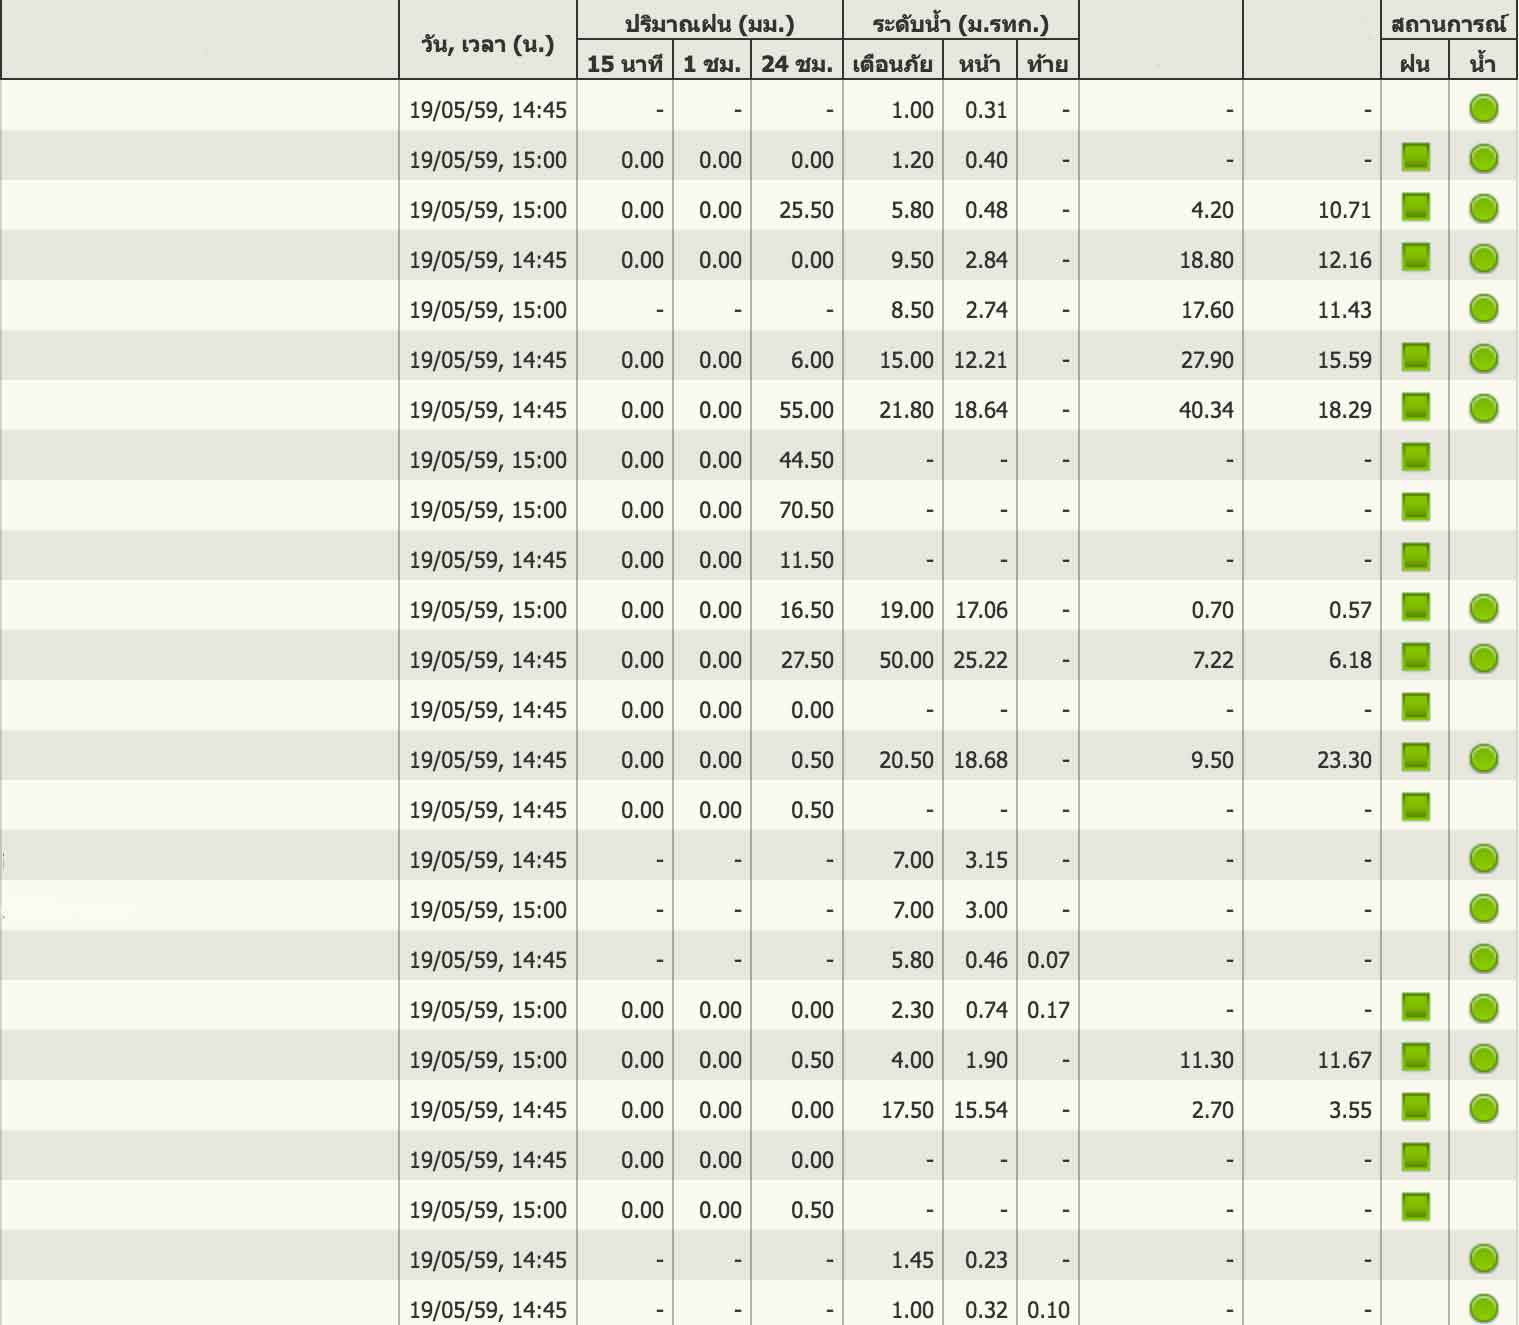 วัน, เวลา (น.) ปริมาณฝน (มม.) ระดับน้ำ (ม.รทก.) สถานการณ์
15 นาที 1 ชม. 24 ชม. เตือนภัย หน้า ท้าย ฝน น้ำ
19/05/59, 14:45 - - - 1.00 0.31 - - -
19/05/59, 15:00 0.00 0.00 0.00 1.20 0.40 - - -
19/05/59, 15:00 0.00 0.00 25.50 5.80 0.48 - 4.20 10.71
19/05/59, 14:45 0.00 0.00 0.00 9.50 2.84 - 18.80 12.16
19/05/59, 15:00 - - - 8.50 2.74 - 17.60 11.43
19/05/59, 14:45 0.00 0.00 6.00 15.00 12.21 - 27.90 15.59
19/05/59, 14:45 0.00 0.00 55.00 21.80 18.64 - 40.34 18.29
19/05/59, 15:00 0.00 0.00 44.50 - - - - -
19/05/59, 15:00 0.00 0.00 70.50 - - - - -
19/05/59, 14:45 0.00 0.00 11.50 - - - - -
19/05/59, 15:00 0.00 0.00 16.50 19.00 17.06 - 0.70 0.57
19/05/59, 14:45 0.00 0.00 27.50 50.00 25.22 - 7.22 6.18
19/05/59, 14:45 0.00 0.00 0.00 - - - - -
19/05/59, 14:45 0.00 0.00 0.50 20.50 18.68 - 9.50 23.30
19/05/59, 14:45 0.00 0.00 0.50 - - - - -
19/05/59, 14:45 - - - 7.00 3.15 - - -
19/05/59, 15:00 - - - 7.00 3.00 - - -
19/05/59, 14:45 - - - 5.80 0.46 0.07 - -
19/05/59, 15:00 0.00 0.00 0.00 2.30 0.74 0.17 - -
19/05/59, 15:00 0.00 0.00 0.50 4.00 1.90 - 11.30 11.67
19/05/59, 14:45 0.00 0.00 0.00 17.50 15.54 - 2.70 3.55
19/05/59, 14:45 0.00 0.00 0.00 - - - - -
19/05/59, 15:00 0.00 0.00 0.50 - - - - -
19/05/59, 14:45 - - - 1.45 0.23 - - -
19/05/59, 14:45 - - - 1.00 0.32 0.10 - -